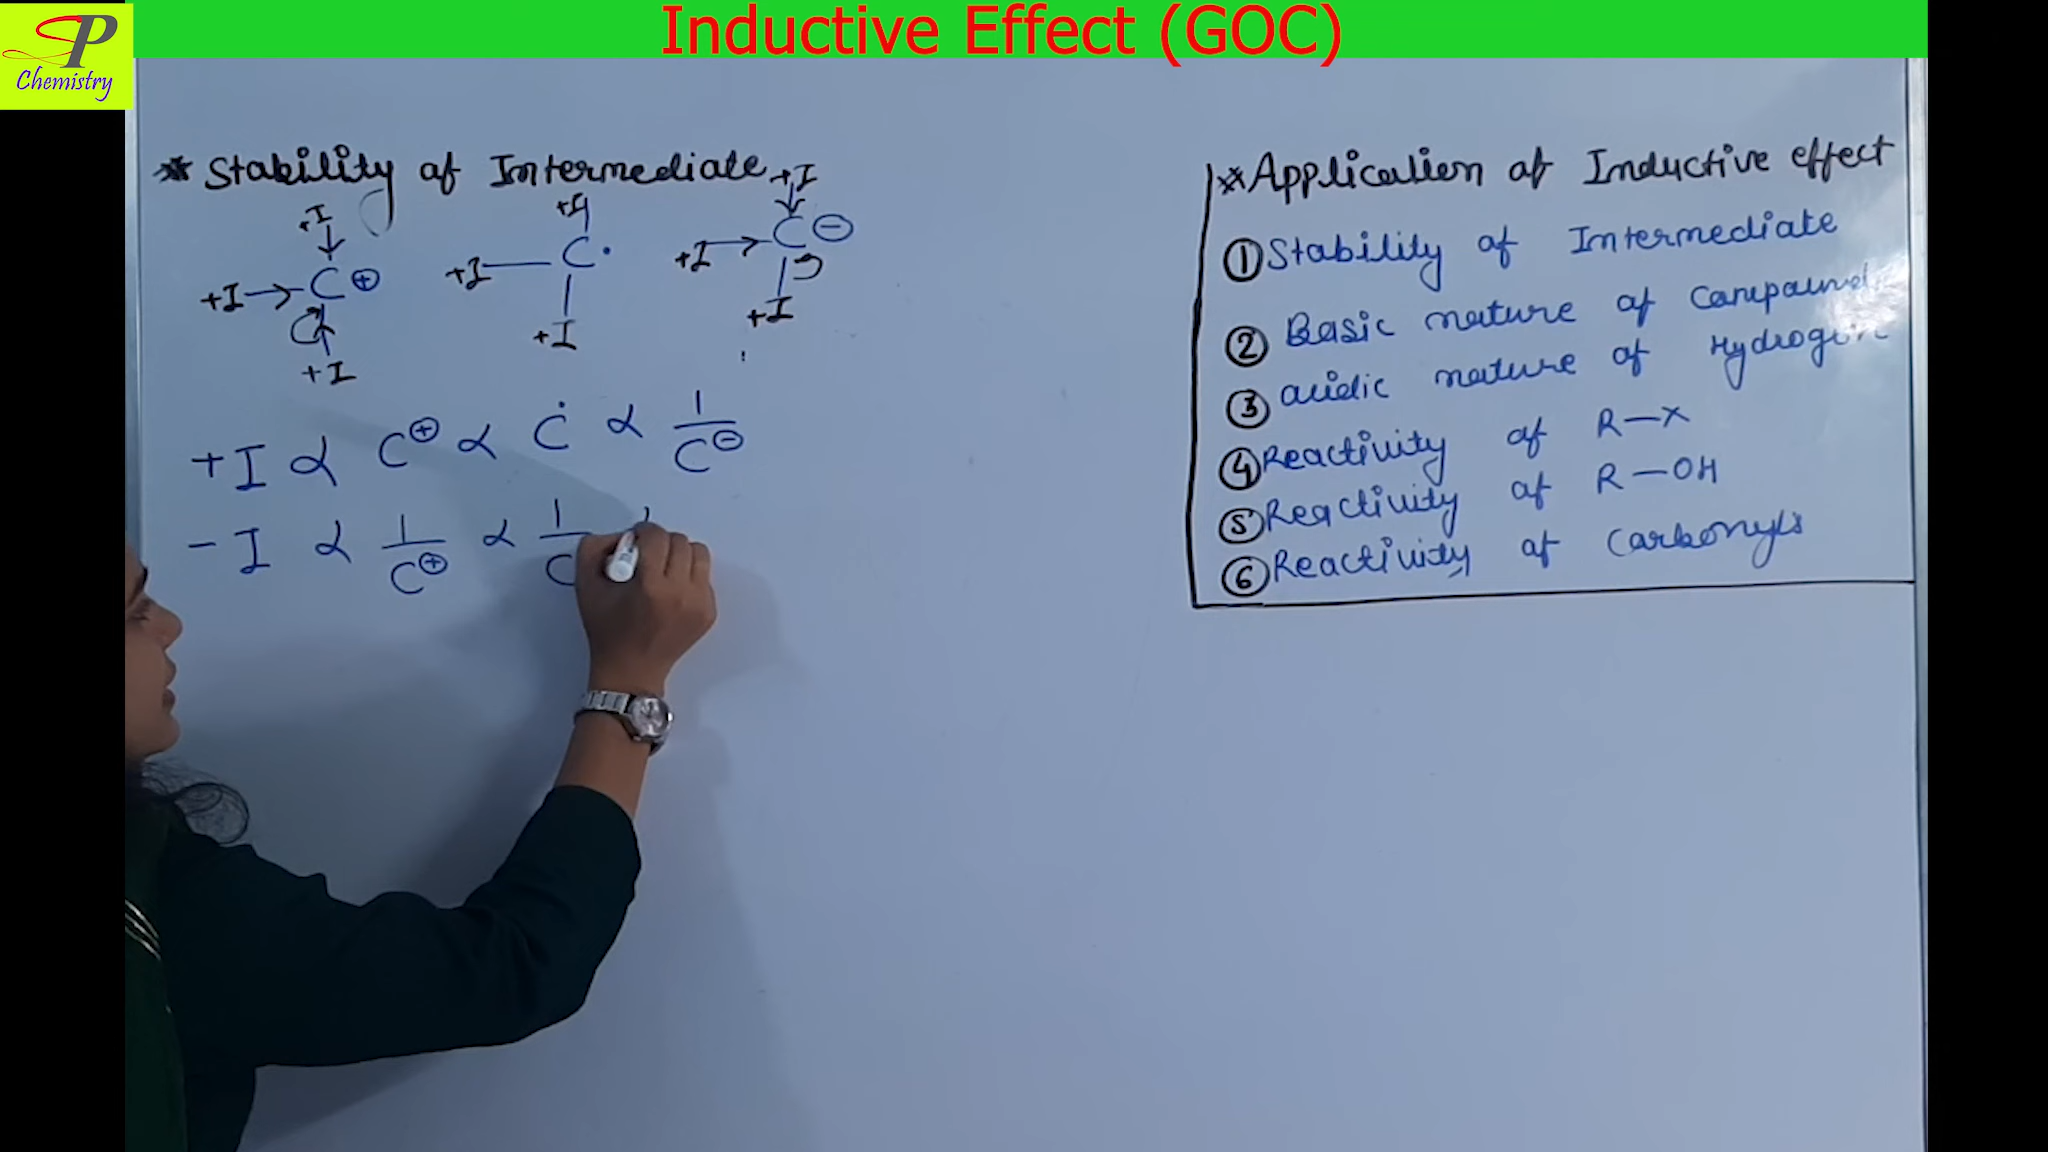 Inductive Effect (GOC)
SP
Chemistry
* Stability of Intermediate
+I +I +I
+I → C ⊕ +I — C • +I → C ⊖
+I +I +I
+I ∝ C⊕ ∝ Ċ ∝ 1/C⊖
- I ∝ 1/C⊕ ∝ 1/C
* Application of Inductive effect
① Stability of Intermediate
② Basic nature of Compound
③ acidic nature of Hydrogen
④ Reactivity of R—X
⑤ Reactivity of R—OH
⑥ Reactivity of Carbonyls